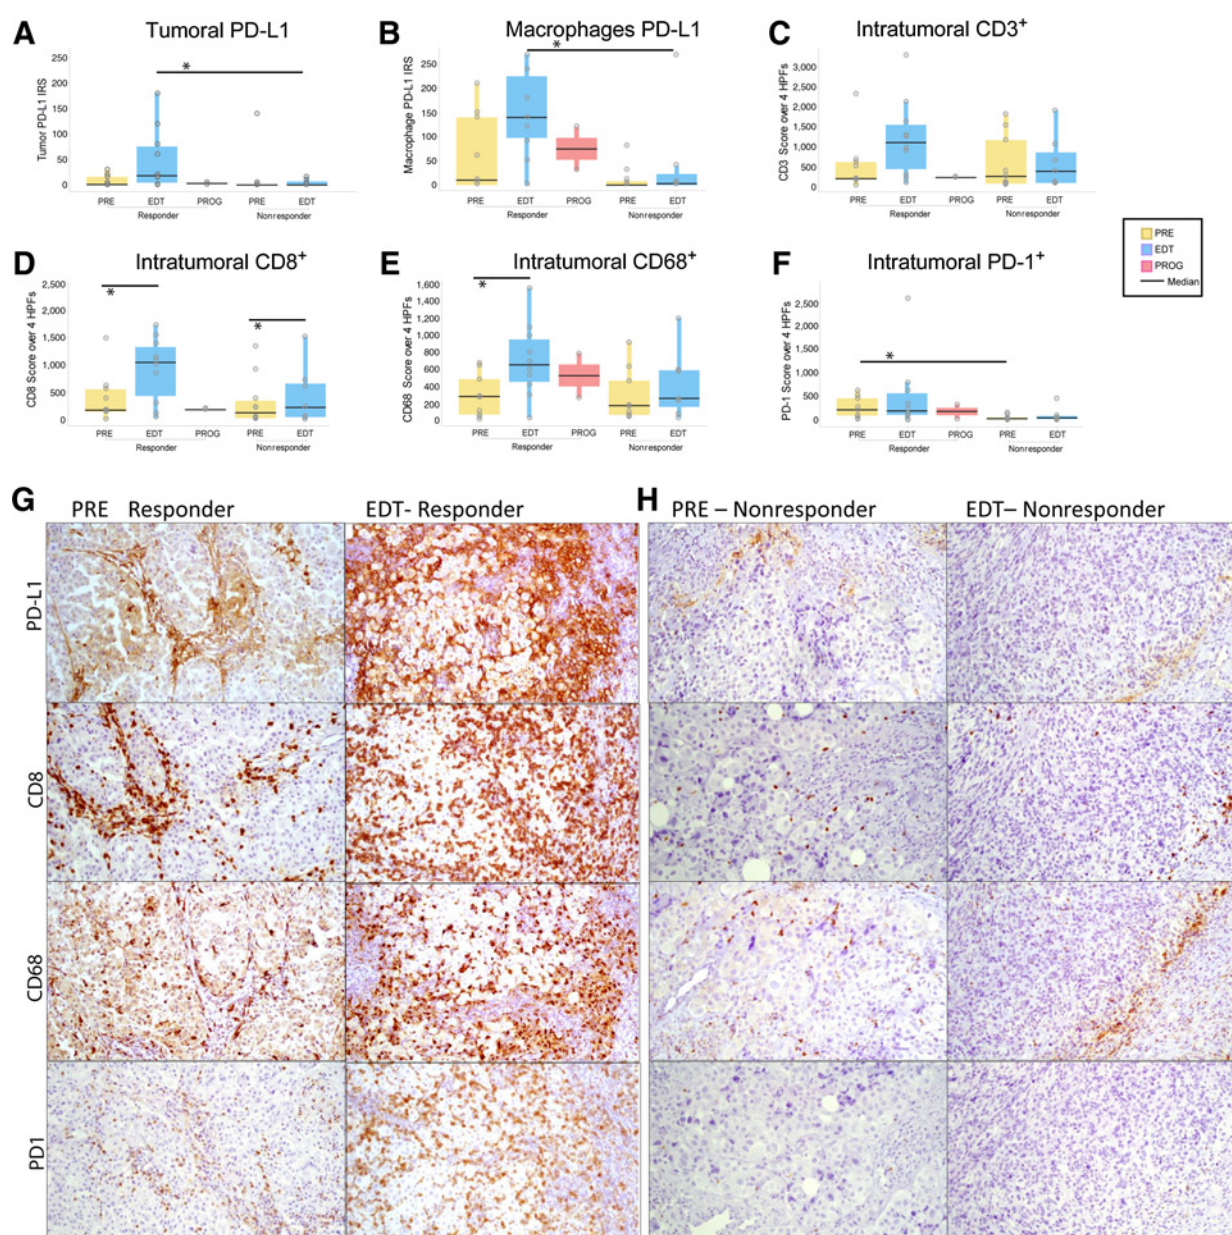 A Tumoral PD-L1
Tumor PD-L1 IRS
250
200
150
100
50
0
*
PRE EDT PROG PRE EDT
Responder Nonresponder
B Macrophages PD-L1
Macrophage PD-L1 IRS
250
200
150
100
50
0
*
PRE EDT PROG PRE EDT
Responder Nonresponder
C Intratumoral CD3+
CD3 Score over 4 HPFs
3,000
2,500
2,000
1,500
1,000
500
0
PRE EDT PROG PRE EDT
Responder Nonresponder
PRE
EDT
PROG
Median
D Intratumoral CD8+
CD8 Score over 4 HPFs
2,500
2,000
1,500
1,000
500
0
* *
PRE EDT PROG PRE EDT
Responder Nonresponder
E Intratumoral CD68+
CD68 Score over 4 HPFs
1,600
1,400
1,200
1,000
800
600
400
200
0
*
PRE EDT PROG PRE EDT
Responder Nonresponder
F Intratumoral PD-1+
PD-1 Score over 4 HPFs
2,500
2,000
1,500
1,000
500
0
*
PRE EDT PROG PRE EDT
Responder Nonresponder
G PRE Responder EDT- Responder
H PRE – Nonresponder EDT– Nonresponder
PD-L1
CD8
CD68
PD1